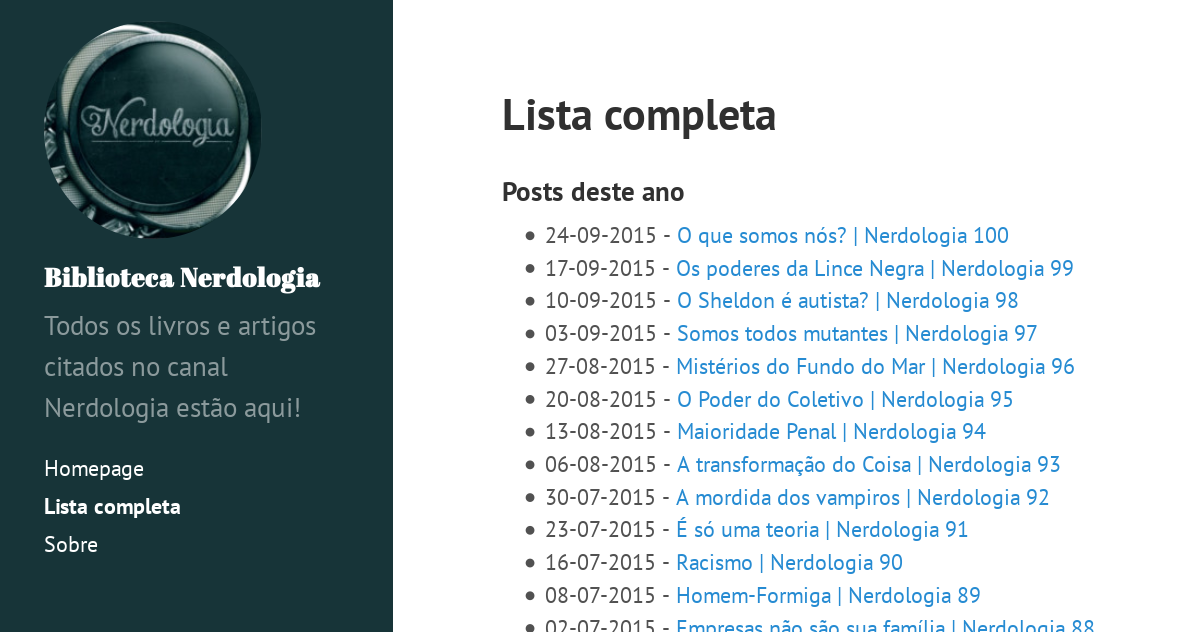 Nerdologia
Biblioteca Nerdologia
Todos os livros e artigos
citados no canal
Nerdologia estão aqui!
Homepage
Lista completa
Sobre
Lista completa
Posts deste ano
24-09-2015 - O que somos nós? | Nerdologia 100
17-09-2015 - Os poderes da Lince Negra | Nerdologia 99
10-09-2015 - O Sheldon é autista? | Nerdologia 98
03-09-2015 - Somos todos mutantes | Nerdologia 97
27-08-2015 - Mistérios do Fundo do Mar | Nerdologia 96
20-08-2015 - O Poder do Coletivo | Nerdologia 95
13-08-2015 - Maioridade Penal | Nerdologia 94
06-08-2015 - A transformação do Coisa | Nerdologia 93
30-07-2015 - A mordida dos vampiros | Nerdologia 92
23-07-2015 - É só uma teoria | Nerdologia 91
16-07-2015 - Racismo | Nerdologia 90
08-07-2015 - Homem-Formiga | Nerdologia 89
02-07-2015 - Empresas não são sua família | Nerdologia 88